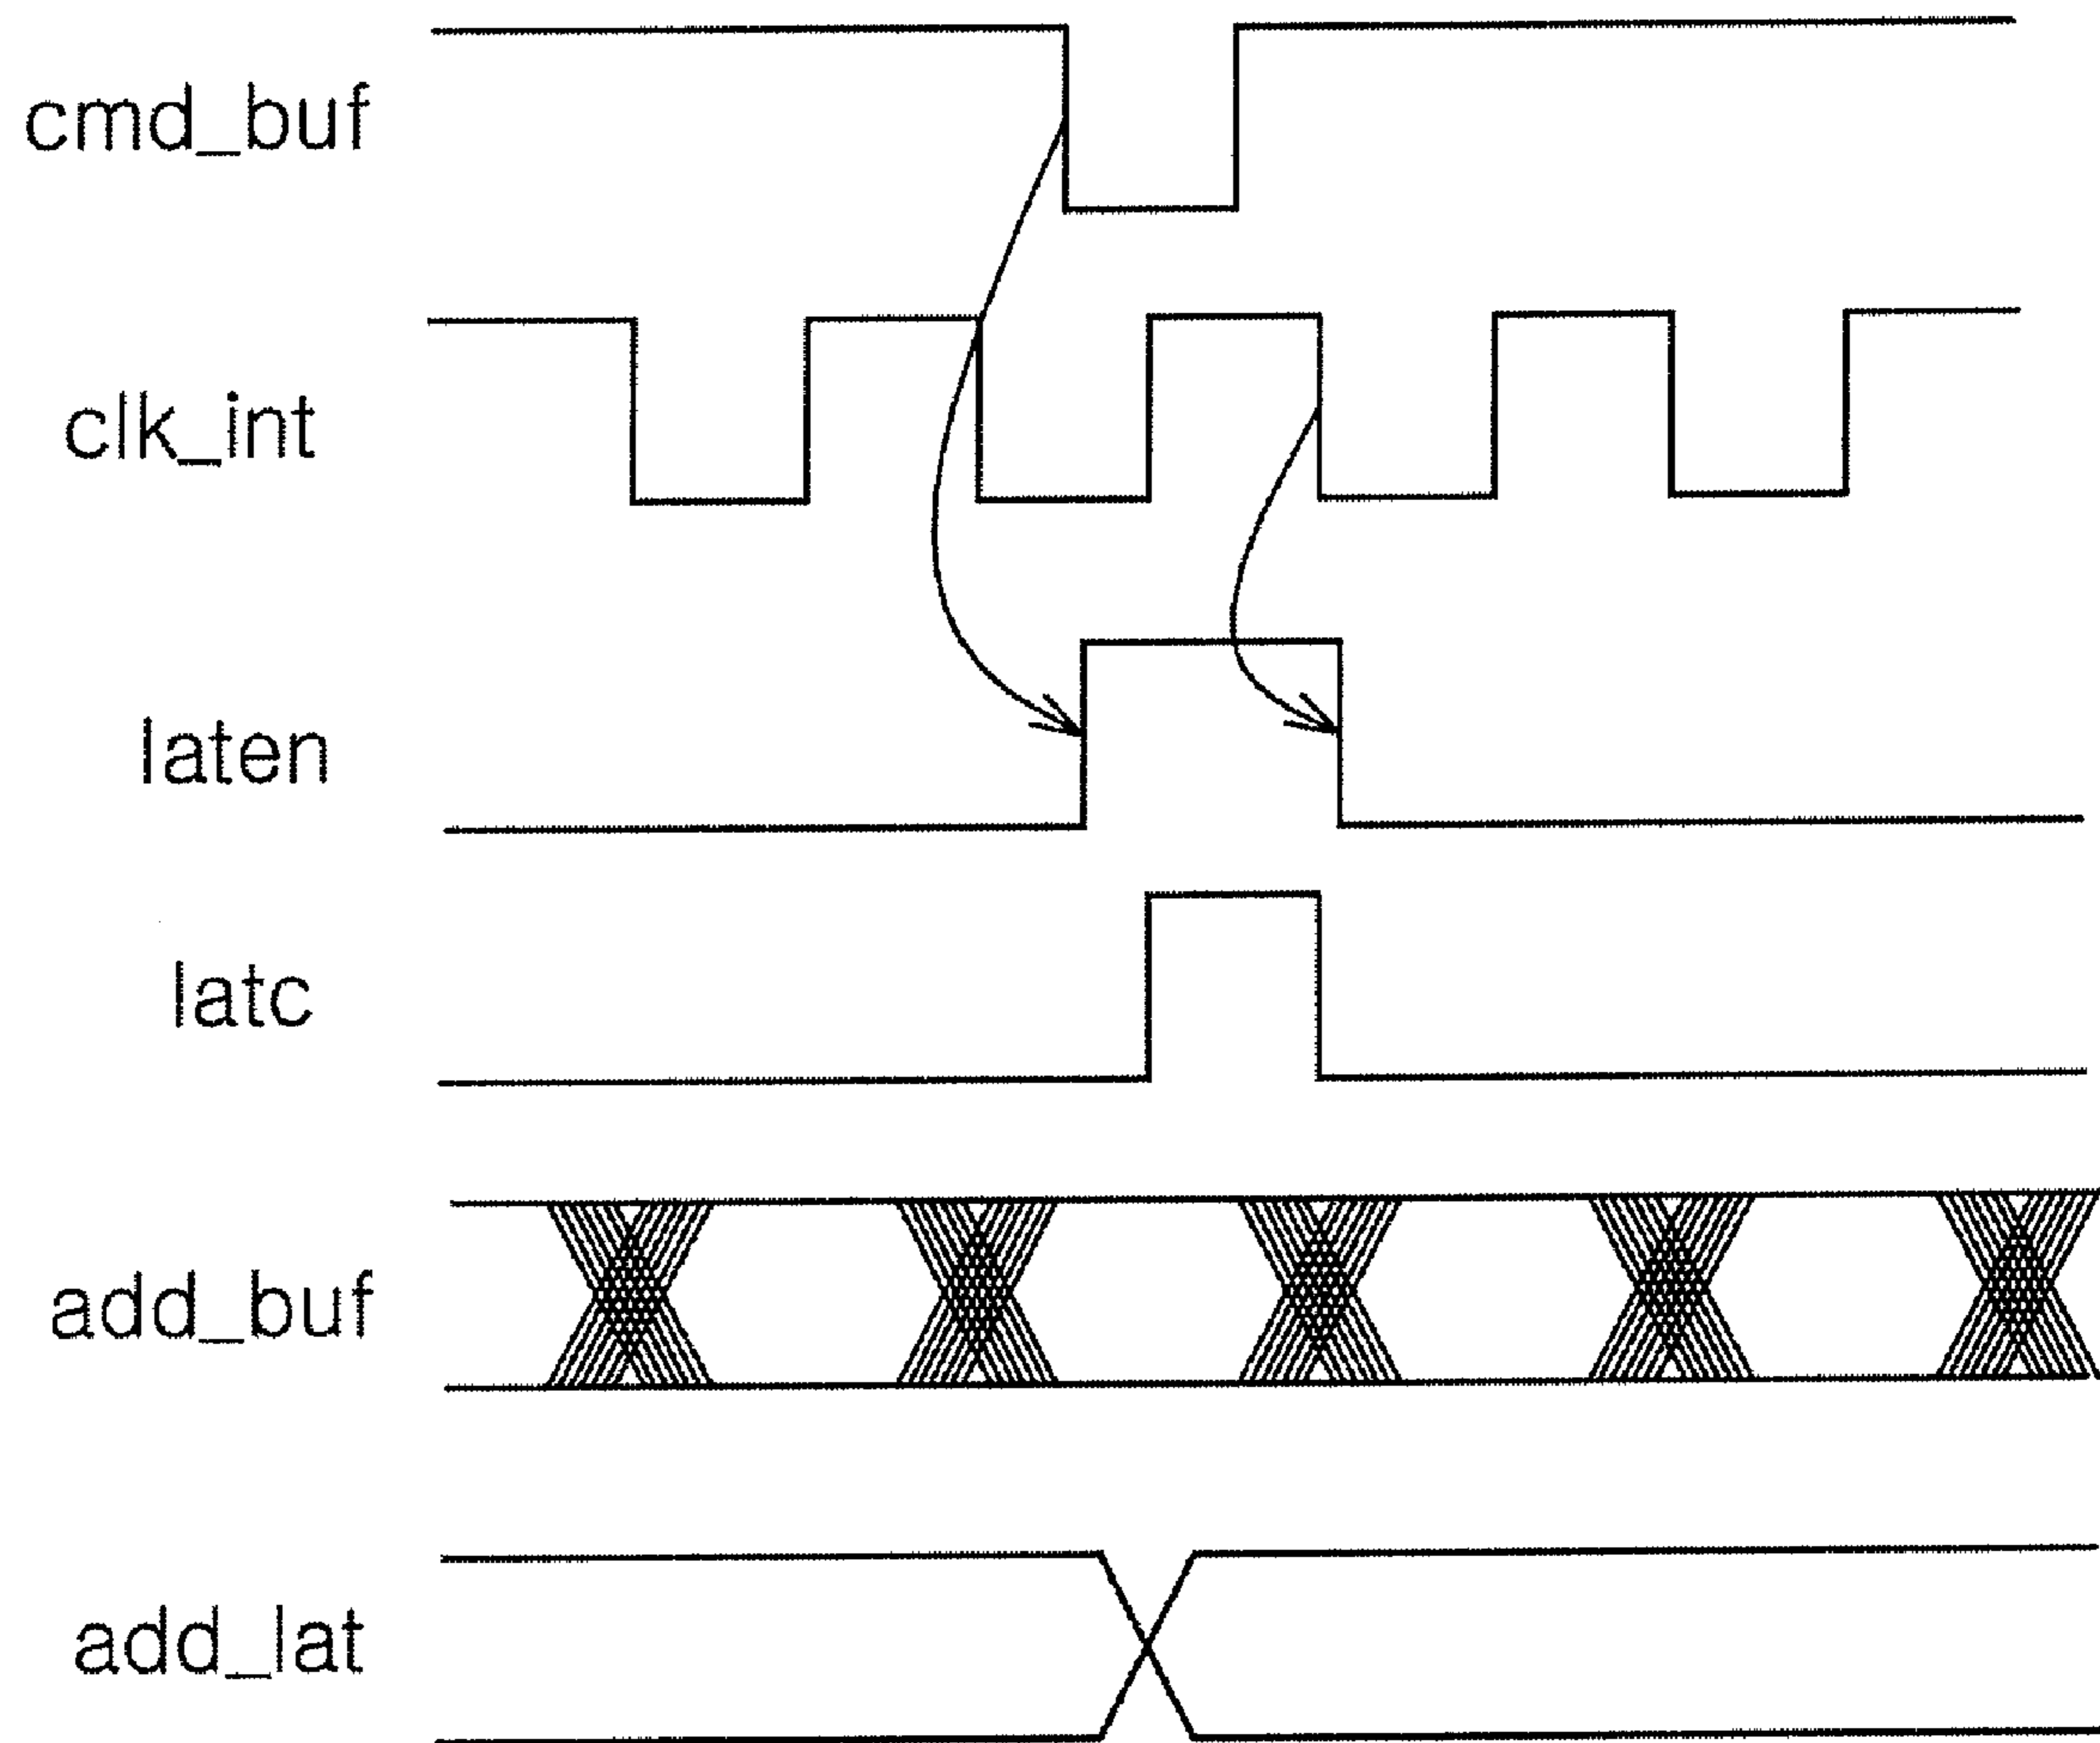 cmd_buf
clk_int
laten
latc
add_buf
add_lat